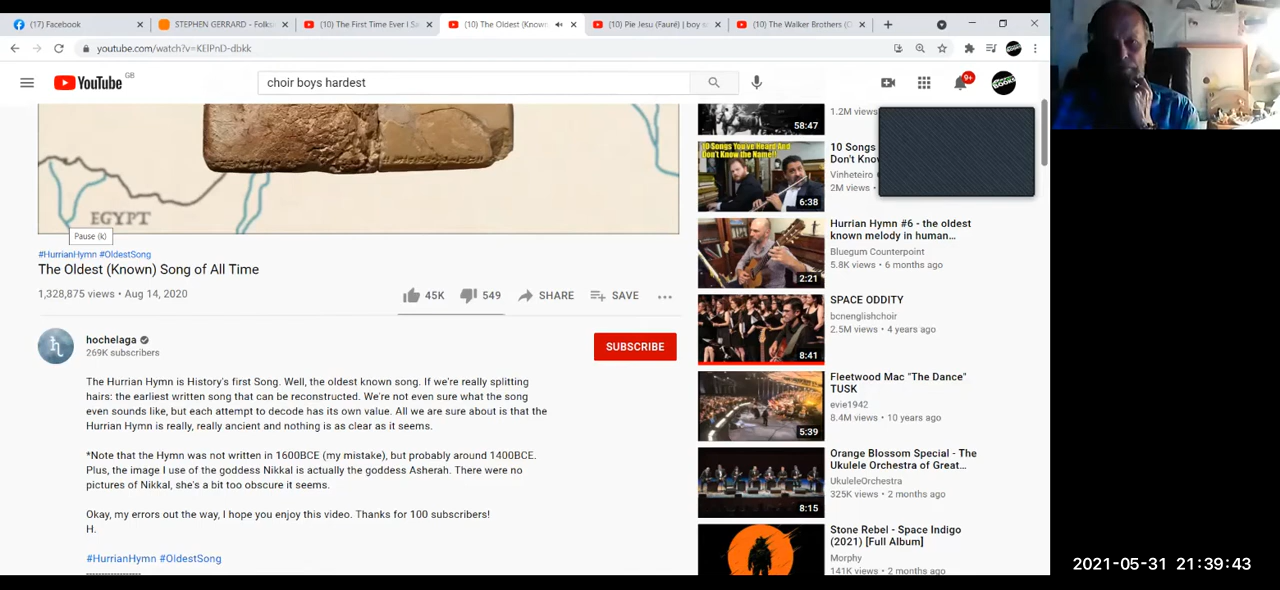 (17) Facebook
STEPHEN GERRARD - Folks
(10) The First Time Ever I Sa
(10) The Oldest (Known
(10) Pie Jesu (Fauré) | boy s
(10) The Walker Brothers (C
youtube.com/watch?v=KElPnD-dbkk
YouTube GB
choir boys hardest
9+
BOOKS
EGYPT
Pause (k)
#HurrianHymn #OldestSong
The Oldest (Known) Song of All Time
1,328,875 views • Aug 14, 2020
45K
549
SHARE
SAVE
hochelaga
269K subscribers
SUBSCRIBE
The Hurrian Hymn is History's first Song. Well, the oldest known song. If we're really splitting
hairs: the earliest written song that can be reconstructed. We're not even sure what the song
even sounds like, but each attempt to decode has its own value. All we are sure about is that the
Hurrian Hymn is really, really ancient and nothing is as clear as it seems.
*Note that the Hymn was not written in 1600BCE (my mistake), but probably around 1400BCE.
Plus, the image I use of the goddess Nikkal is actually the goddess Asherah. There were no
pictures of Nikkal, she's a bit too obscure it seems.
Okay, my errors out the way, I hope you enjoy this video. Thanks for 100 subscribers!
H.
#HurrianHymn #OldestSong
------------------
1.2M views •
58:47
10 Songs You've Heard And
Don't Know the Name!!
6:38
10 Songs
Don't Know
Vinheteiro
2M views •
Hurrian Hymn #6 - the oldest
known melody in human...
Bluegum Counterpoint
5.8K views • 6 months ago
2:21
SPACE ODDITY
bcnenglishchoir
2.5M views • 4 years ago
8:41
Fleetwood Mac "The Dance"
TUSK
evie1942
8.4M views • 10 years ago
5:39
Orange Blossom Special - The
Ukulele Orchestra of Great...
UkuleleOrchestra
325K views • 2 months ago
8:15
Stone Rebel - Space Indigo
(2021) [Full Album]
Morphy
141K views • 2 months ago
2021-05-31 21:39:43